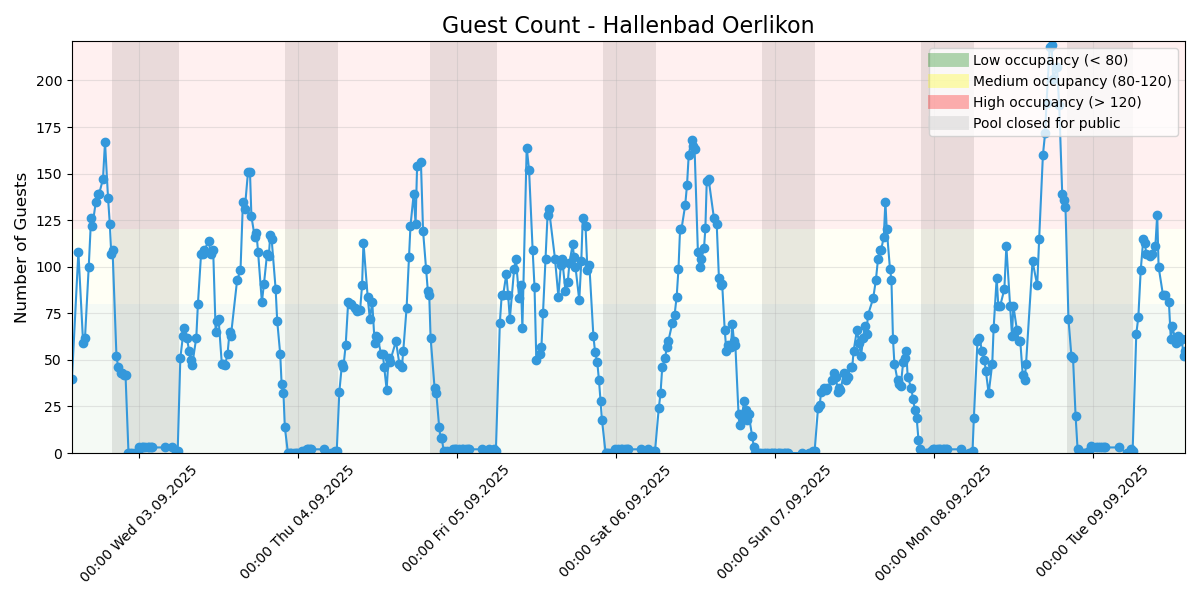 Guest Count - Hallenbad Oerlikon
Number of Guests
200
175
150
125
100
75
50
25
0
Low occupancy (< 80)
Medium occupancy (80-120)
High occupancy (> 120)
Pool closed for public
00:00 Wed 03.09.2025
00:00 Thu 04.09.2025
00:00 Fri 05.09.2025
00:00 Sat 06.09.2025
00:00 Sun 07.09.2025
00:00 Mon 08.09.2025
00:00 Tue 09.09.2025